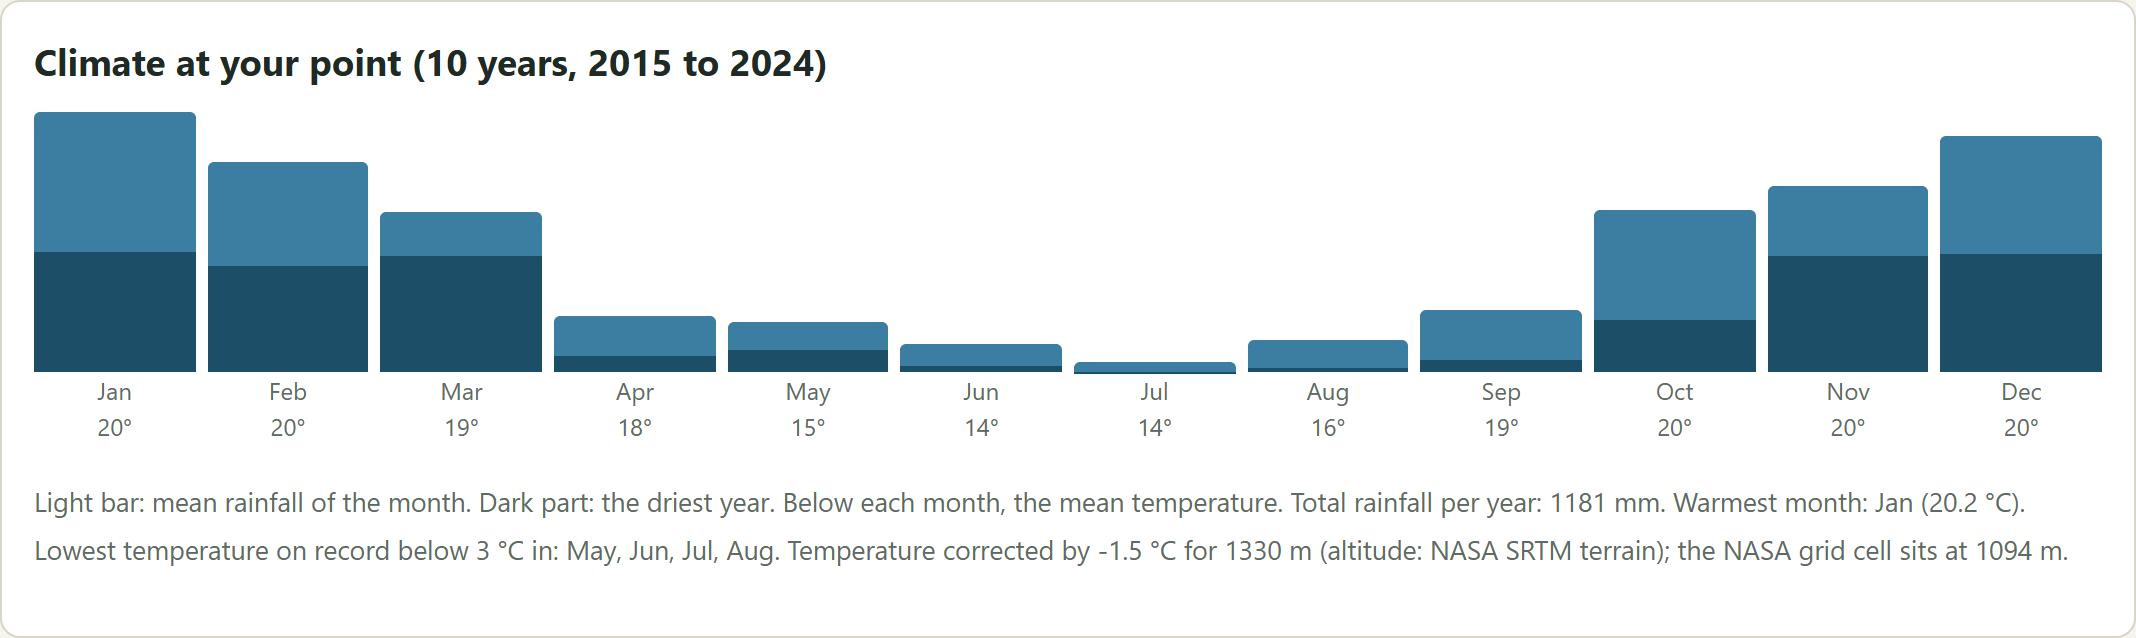 Climate at your point (10 years, 2015 to 2024)
Jan Feb Mar Apr May Jun Jul Aug Sep Oct Nov Dec
20° 20° 19° 18° 15° 14° 14° 16° 19° 20° 20° 20°
Light bar: mean rainfall of the month. Dark part: the driest year. Below each month, the mean temperature. Total rainfall per year: 1181 mm. Warmest month: Jan (20.2 °C).
Lowest temperature on record below 3 °C in: May, Jun, Jul, Aug. Temperature corrected by -1.5 °C for 1330 m (altitude: NASA SRTM terrain); the NASA grid cell sits at 1094 m.